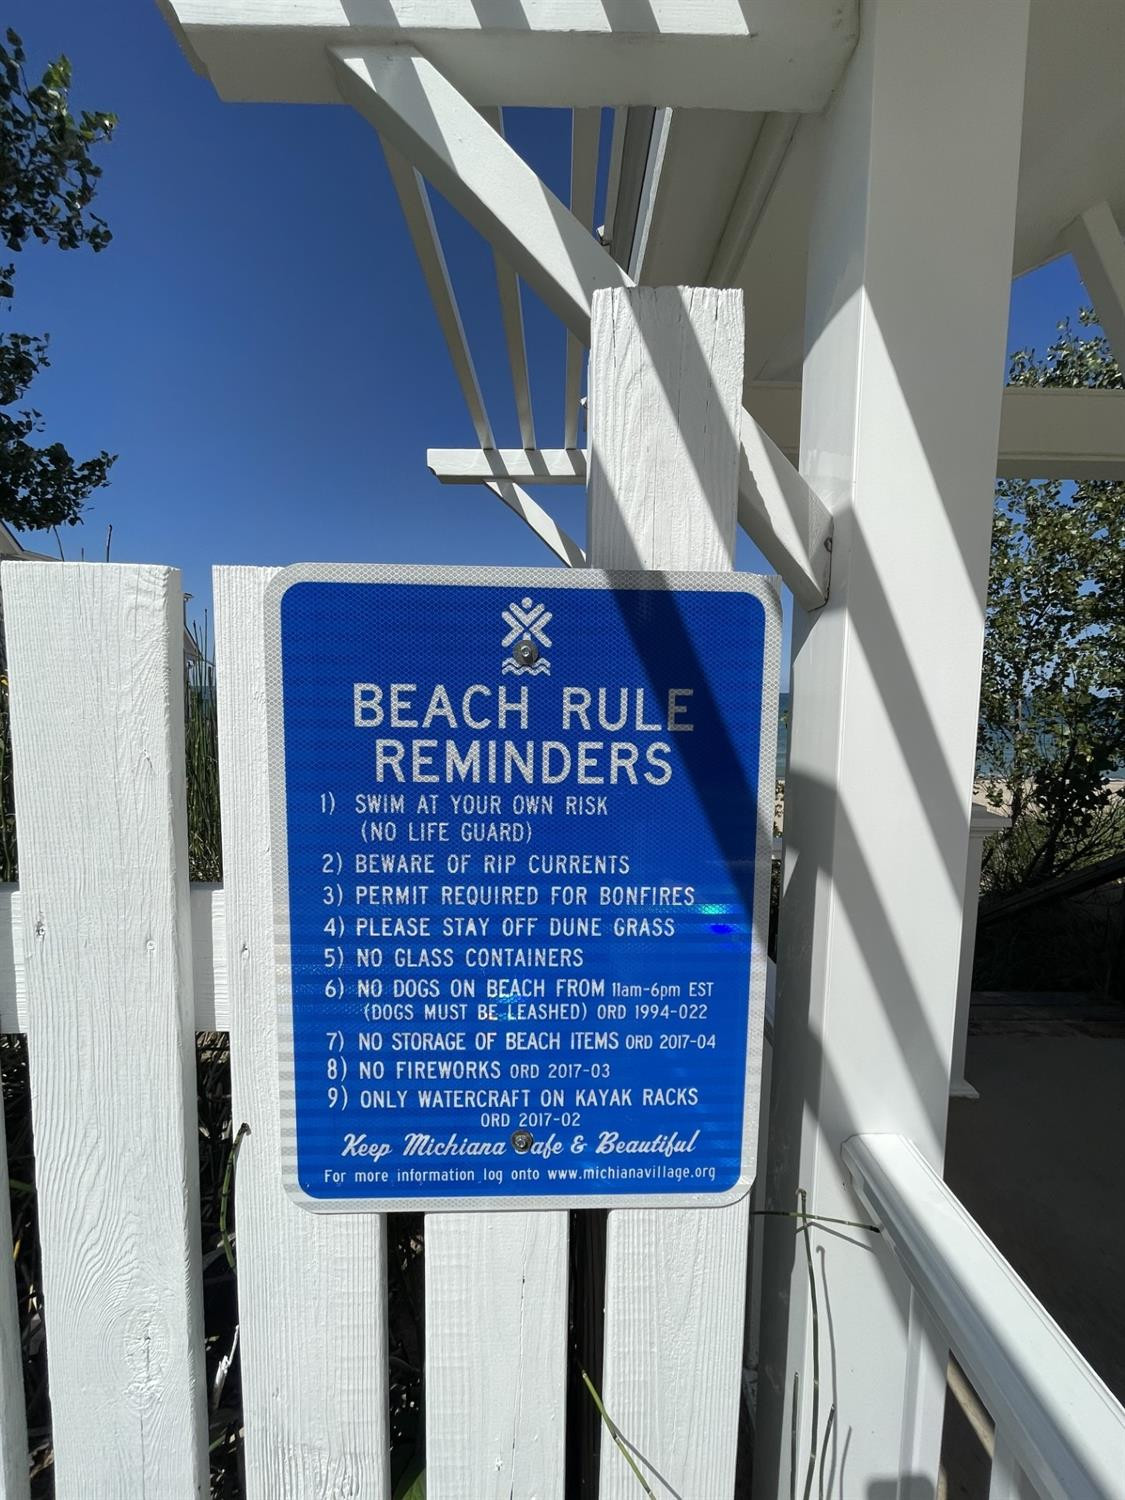 BEACH RULE
REMINDERS
1) SWIM AT YOUR OWN RISK
(NO LIFE GUARD)
2) BEWARE OF RIP CURRENTS
3) PERMIT REQUIRED FOR BONFIRES
4) PLEASE STAY OFF DUNE GRASS
5) NO GLASS CONTAINERS
6) NO DOGS ON BEACH FROM 11am-6pm EST
(DOGS MUST BE LEASHED) ORD 1994-022
7) NO STORAGE OF BEACH ITEMS ORD 2017-04
8) NO FIREWORKS ORD 2017-03
9) ONLY WATERCRAFT ON KAYAK RACKS
ORD 2017-02
Keep Michiana Safe & Beautiful
For more information log onto www.michianavillage.org